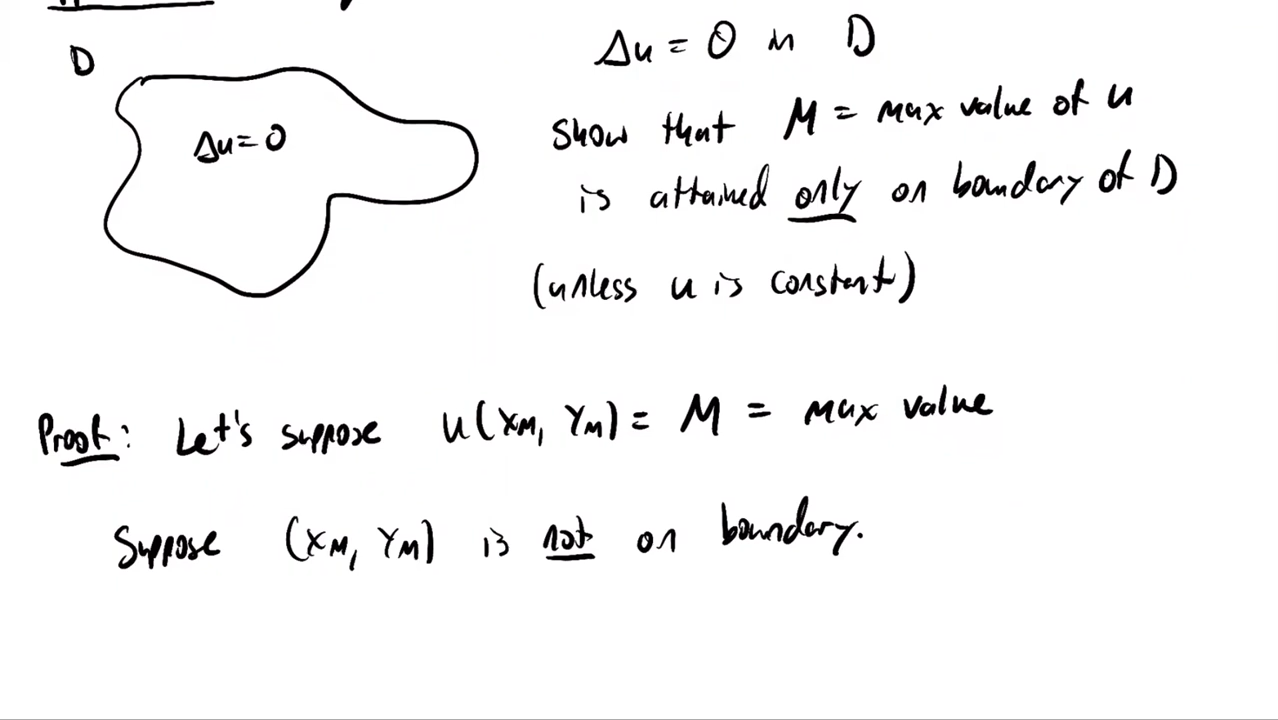 D
Δu = 0
Δu = 0 in D
Show that M = max value of u
is attained only on boundary of D
(unless u is constant)
Proof: Let's suppose u(xM, yM) = M = max value
Suppose (xM, yM) is not on boundary.